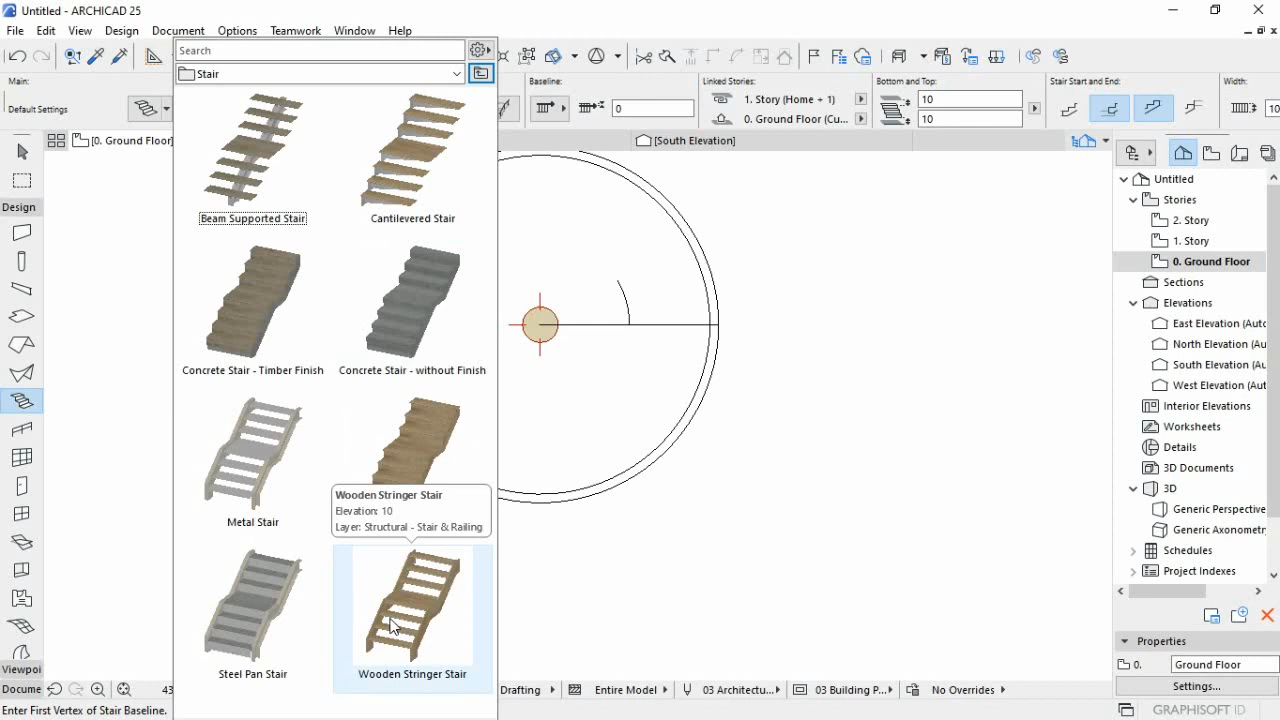 Untitled - ARCHICAD 25
File Edit View Design Document Options Teamwork Window Help
Search
Stair
Main:
Default Settings
Baseline:
0
Linked Stories:
1. Story (Home + 1)
0. Ground Floor (Cu...
Bottom and Top:
10
10
Stair Start and End:
Width:
10
[0. Ground Floor]
[South Elevation]
Design
Beam Supported Stair
Cantilevered Stair
Concrete Stair - Timber Finish
Concrete Stair - without Finish
Metal Stair
Wooden Stringer Stair
Elevation: 10
Layer: Structural - Stair & Railing
Steel Pan Stair
Wooden Stringer Stair
Untitled
Stories
2. Story
1. Story
0. Ground Floor
Sections
Elevations
East Elevation (Auto
North Elevation (Au
South Elevation (Au
West Elevation (Aut
Interior Elevations
Worksheets
Details
3D Documents
3D
Generic Perspective
Generic Axonometr
Schedules
Project Indexes
Properties
0.
Ground Floor
Settings...
GRAPHISOFT ID
Viewpoi
Docume
43
Drafting
Entire Model
03 Architectu...
03 Building P...
No Overrides
Enter First Vertex of Stair Baseline.